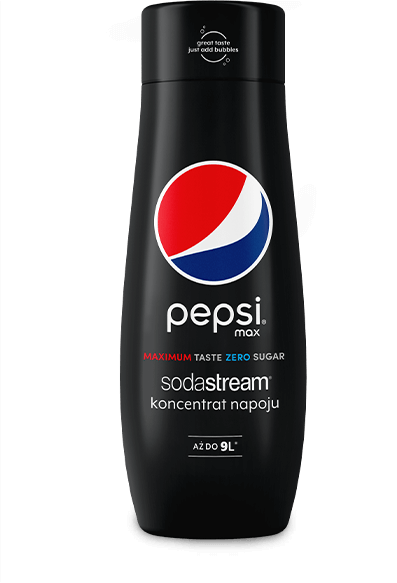 great taste
just add bubbles
pepsi®
max
MAXIMUM TASTE ZERO SUGAR
sodastream®
koncentrat napoju
AŻ DO 9L*